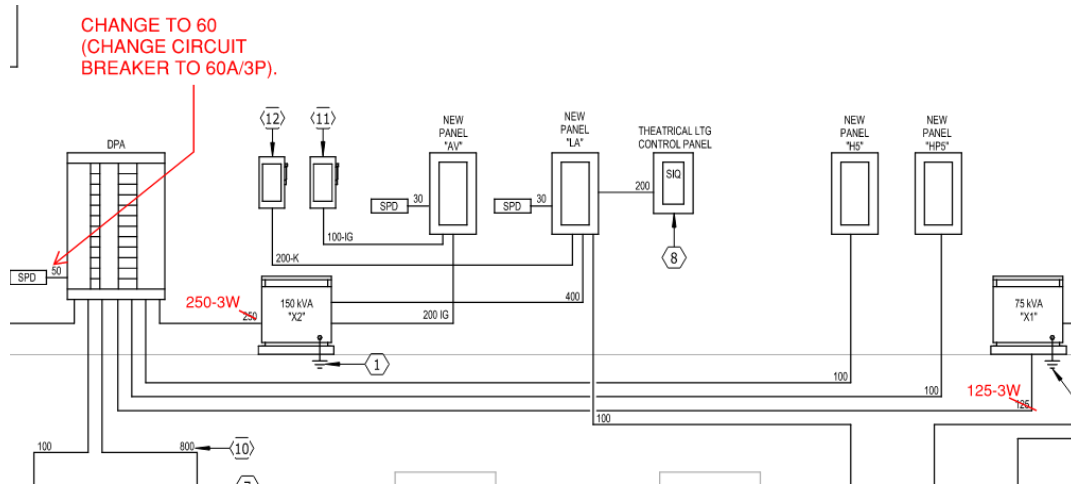 CHANGE TO 60
(CHANGE CIRCUIT
BREAKER TO 60A/3P).
DPA
12
11
NEW
PANEL
"AV"
NEW
PANEL
"LA"
THEATRICAL LTG
CONTROL PANEL
NEW
PANEL
"H5"
NEW
PANEL
"HP5"
SIQ
200
SPD
30
SPD
30
8
100-IG
200-K
SPD
50
250-3W
250
150 kVA
"X2"
400
200 IG
75 kVA
"X1"
1
100
100
125-3W
125
100
100
800
10